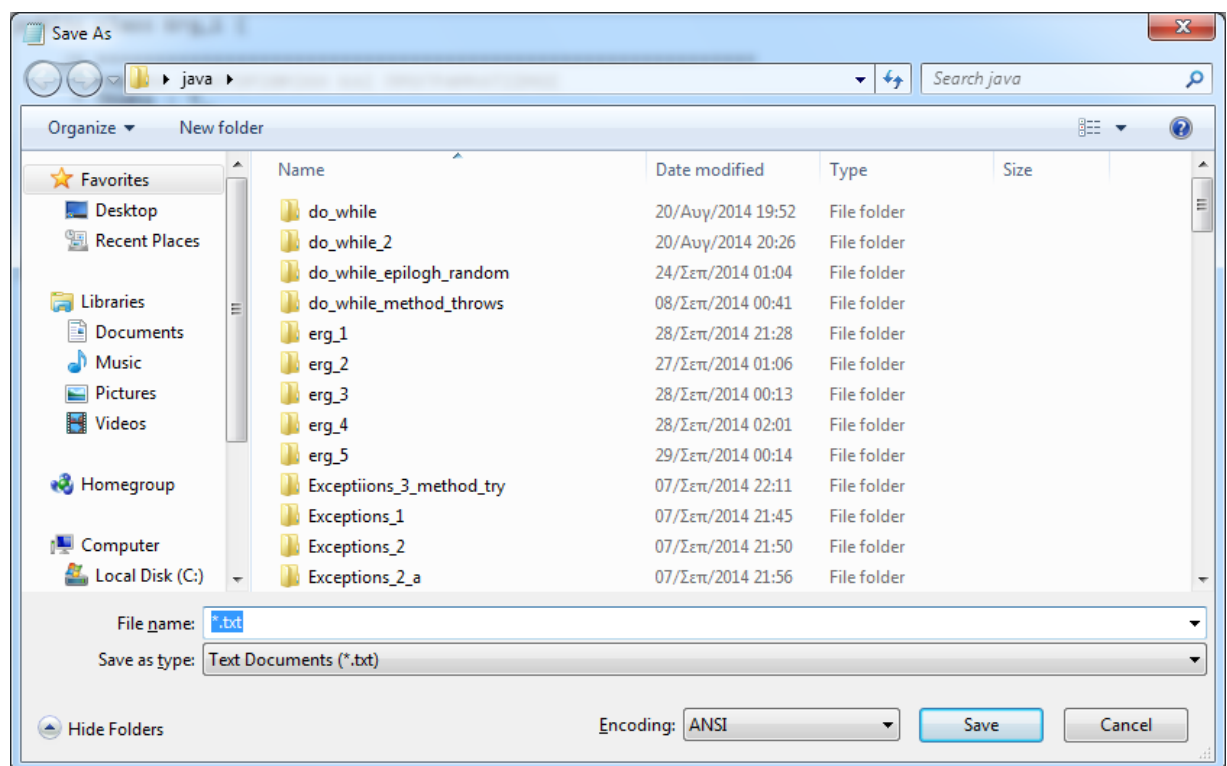 Save As
java
Search java
Organize
New folder
Favorites
Desktop
Recent Places
Libraries
Documents
Music
Pictures
Videos
Homegroup
Computer
Local Disk (C:)
Name Date modified Type Size
do_while 20/Αυγ/2014 19:52 File folder
do_while_2 20/Αυγ/2014 20:26 File folder
do_while_epilogh_random 24/Σεπ/2014 01:04 File folder
do_while_method_throws 08/Σεπ/2014 00:41 File folder
erg_1 28/Σεπ/2014 21:28 File folder
erg_2 27/Σεπ/2014 01:06 File folder
erg_3 28/Σεπ/2014 00:13 File folder
erg_4 28/Σεπ/2014 02:01 File folder
erg_5 29/Σεπ/2014 00:14 File folder
Exceptiions_3_method_try 07/Σεπ/2014 22:11 File folder
Exceptions_1 07/Σεπ/2014 21:45 File folder
Exceptions_2 07/Σεπ/2014 21:50 File folder
Exceptions_2_a 07/Σεπ/2014 21:56 File folder
File name: *.txt
Save as type: Text Documents (*.txt)
Hide Folders
Encoding: ANSI
Save
Cancel